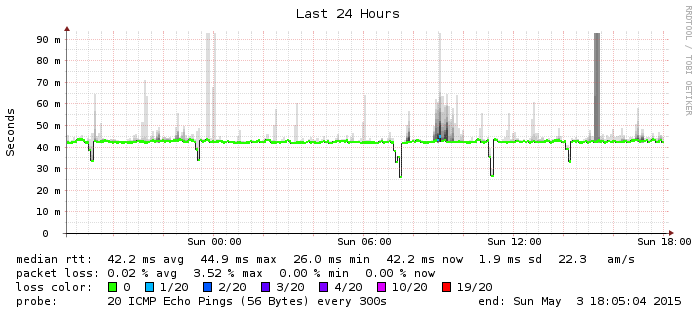 Last 24 Hours
RRDTOOL / TOBI OETIKER
Seconds
90 m
80 m
70 m
60 m
50 m
40 m
30 m
20 m
10 m
0
Sun 00:00 Sun 06:00 Sun 12:00 Sun 18:00
median rtt: 42.2 ms avg 44.9 ms max 26.0 ms min 42.2 ms now 1.9 ms sd 22.3 am/s
packet loss: 0.02 % avg 3.52 % max 0.00 % min 0.00 % now
loss color: 0 1/20 2/20 3/20 4/20 10/20 19/20
probe: 20 ICMP Echo Pings (56 Bytes) every 300s end: Sun May 3 18:05:04 2015